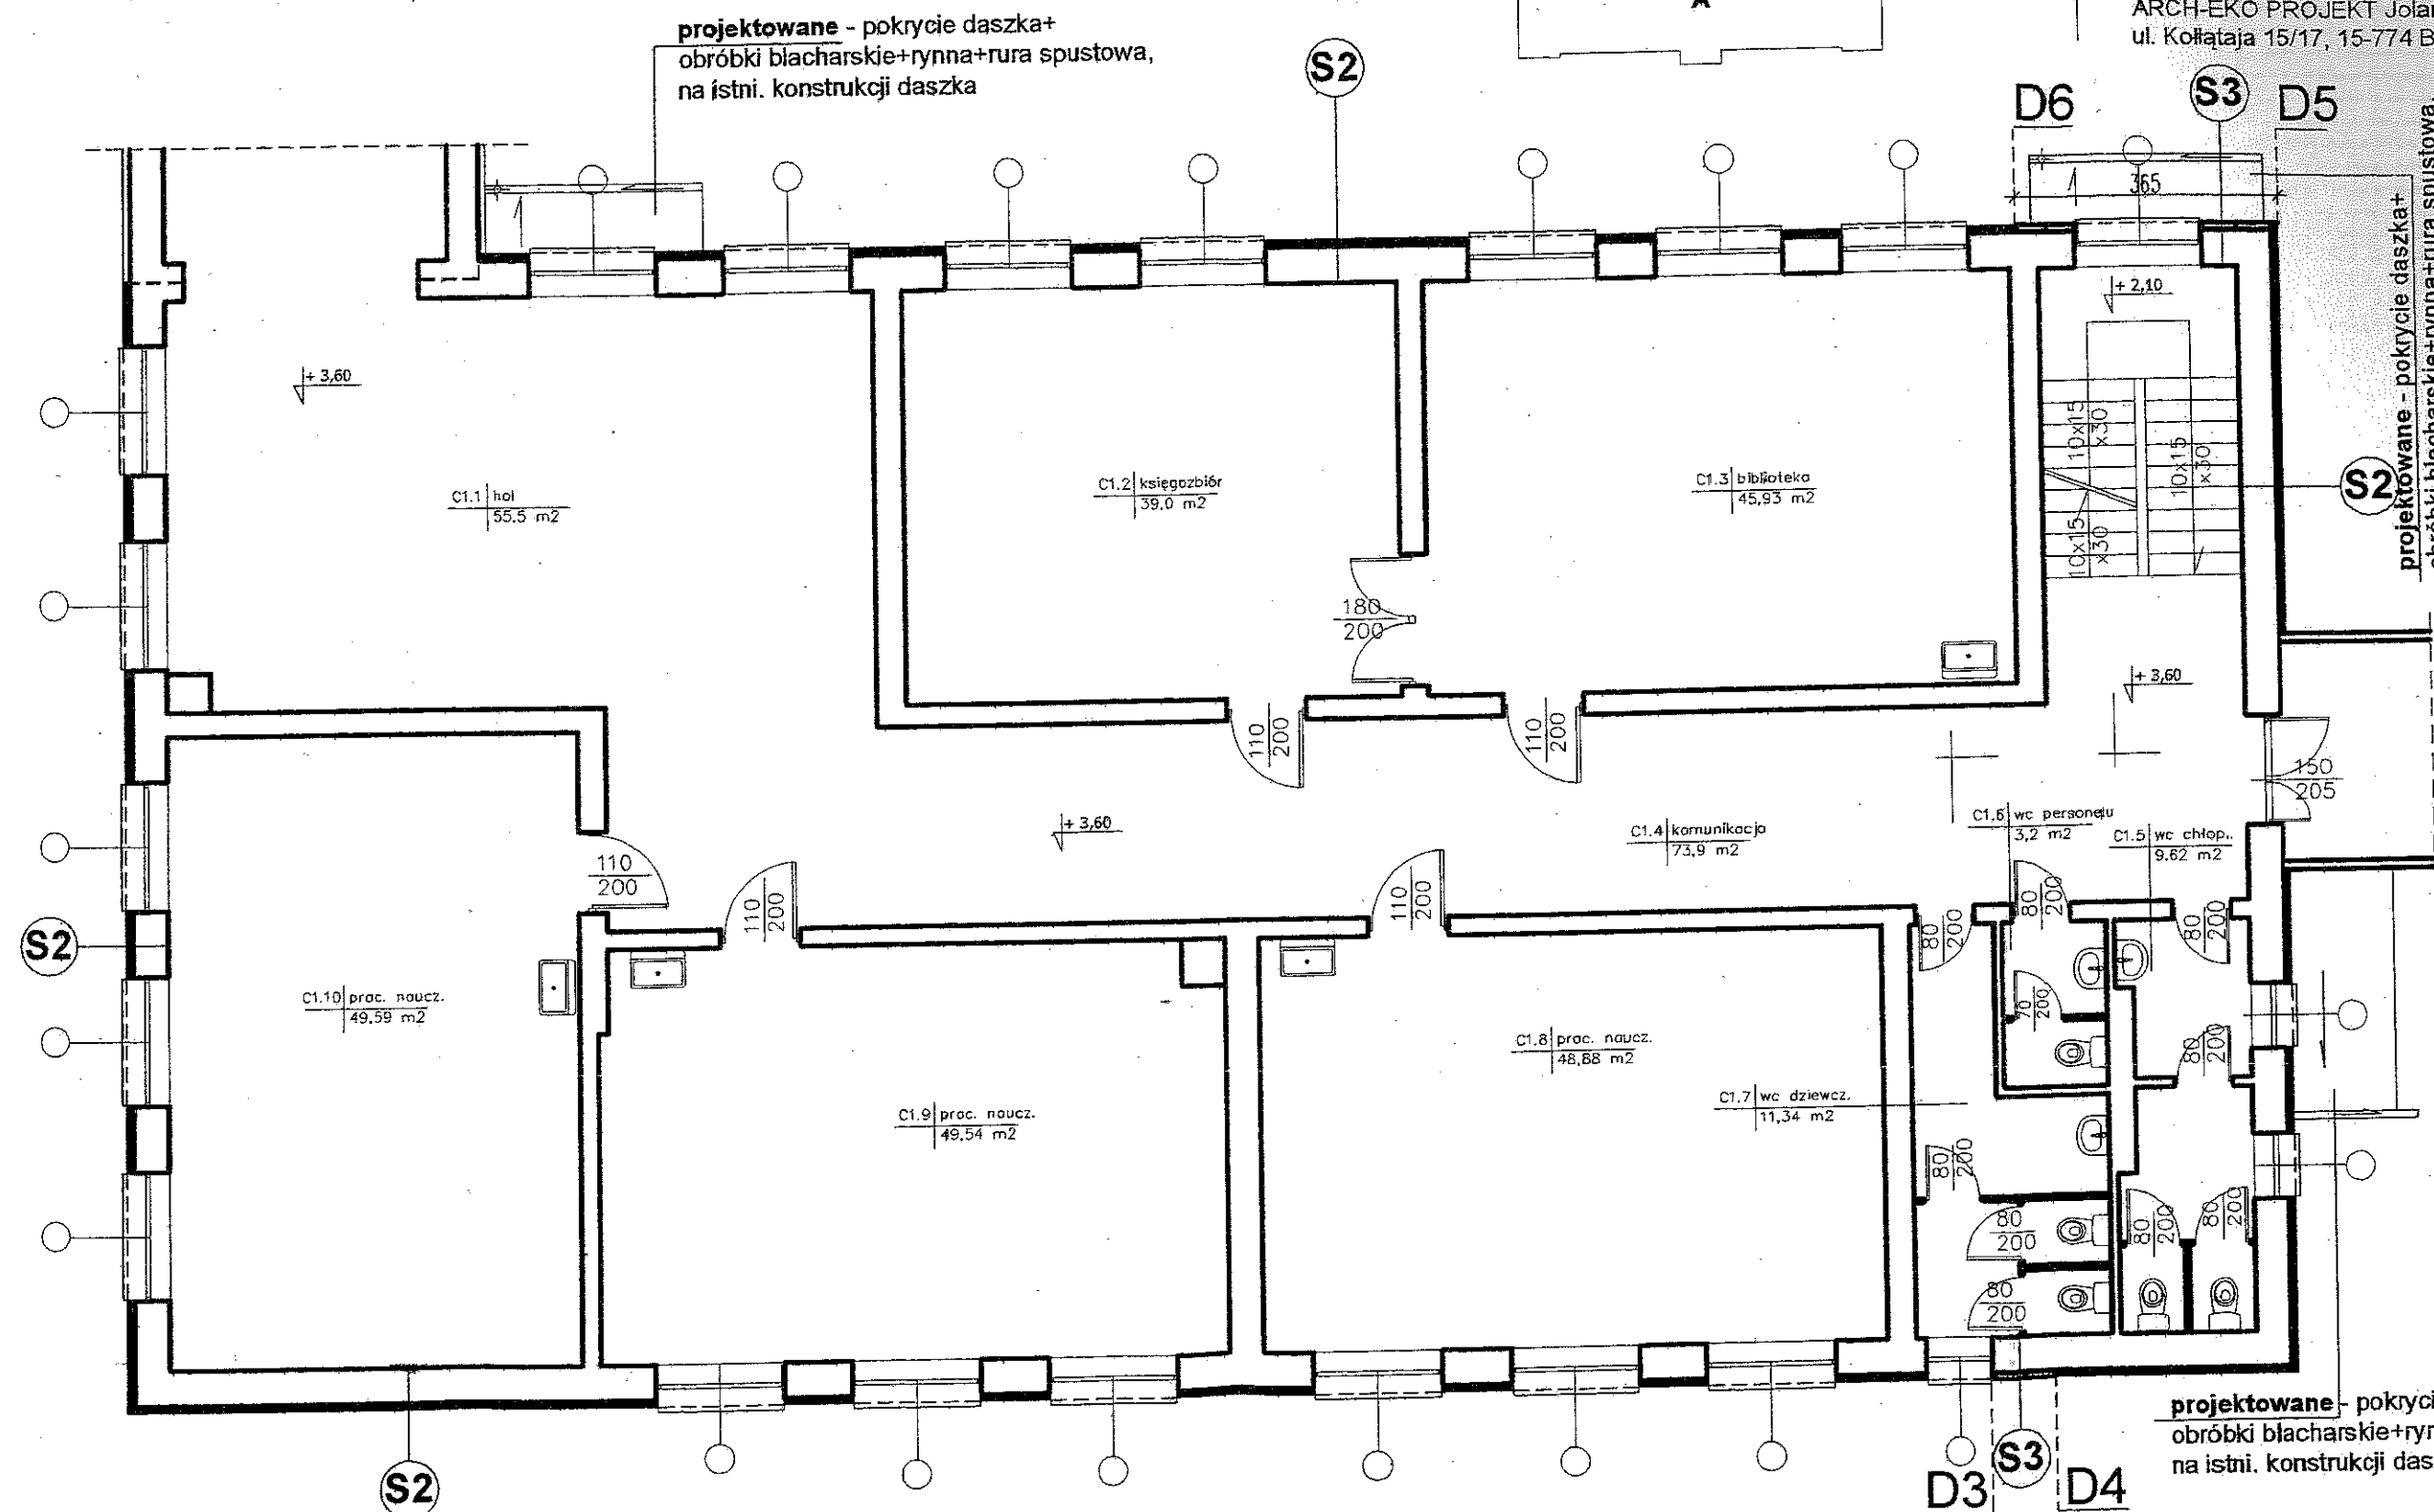 projektowane - pokrycie daszka+
obróbki blacharskie+rynna+rura spustowa,
na istni. konstrukcji daszka
S2
A
ARCH-EKO PROJEKT
ul. Kołłątaja 15/17, 15-774
D6
S3
D5
365
+ 2,10
projektowane - pokrycie daszka+
obróbki blacharskie+rynna+rura spustowa,
+ 3,60
10x15
x30
10x15
x30
10x15
x30
S2
C1.1 hol
55.5 m2
C1.2 księgozbiór
39.0 m2
C1.3 biblioteka
45,93 m2
180
200
+ 3,60
110
200
110
200
150
205
+ 3,60
C1.4 komunikacja
73,9 m2
C1.6 wc personelu
3,2 m2
C1.5 wc chłop.
9.62 m2
110
200
110
200
110
200
80
200
80
200
80
200
S2
C1.10 prac. naucz.
49.59 m2
70
200
80
200
C1.8 prac. naucz.
48,88 m2
C1.7 wc dziewcz.
11,34 m2
C1.9 prac. naucz.
49.54 m2
80
200
80
200
80
200
80
200
80
200
S2
projektowane -
obróbki
na istni. konstrukcji
S3
D3
D4